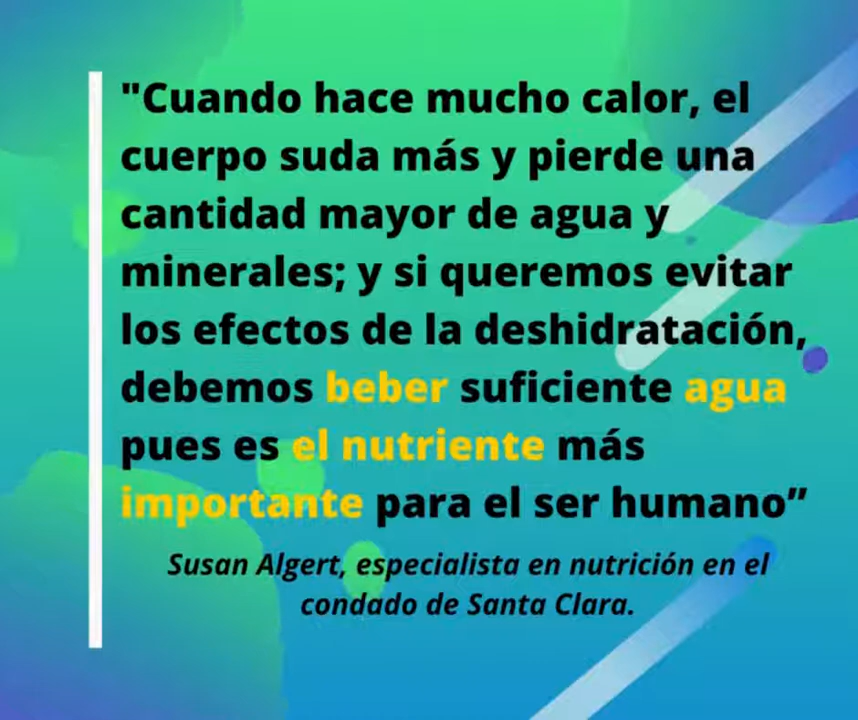 "Cuando hace mucho calor, el
cuerpo suda más y pierde una
cantidad mayor de agua y
minerales; y si queremos evitar
los efectos de la deshidratación,
debemos beber suficiente agua
pues es el nutriente más
importante para el ser humano”
Susan Algert, especialista en nutrición en el
condado de Santa Clara.